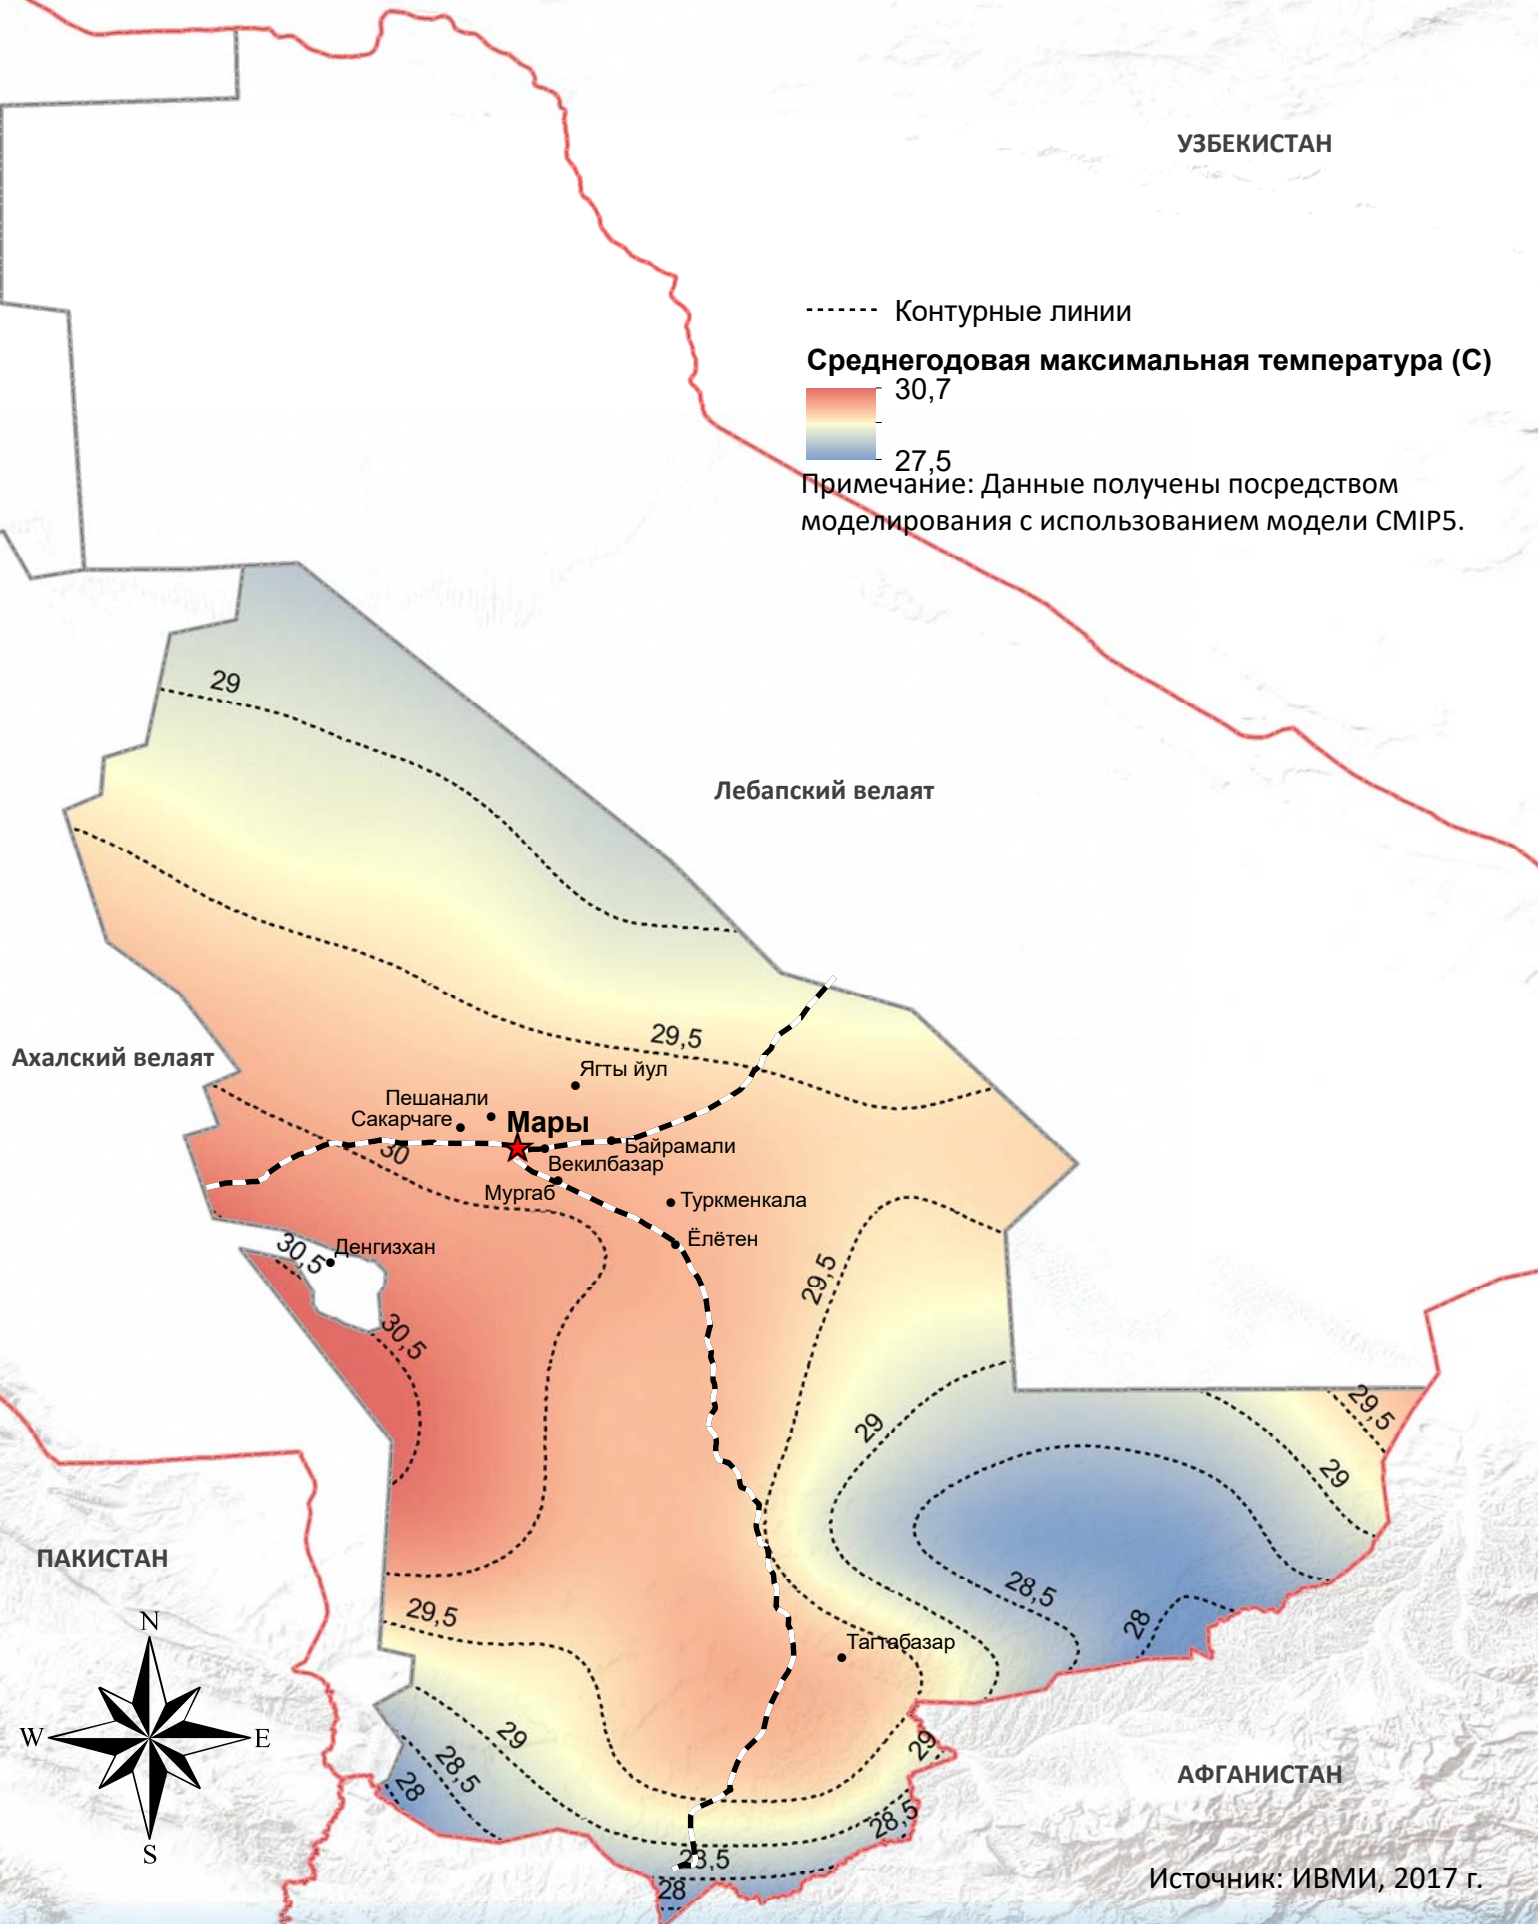 УЗБЕКИСТАН
Контурные линии
Среднегодовая максимальная температура (С)
30,7
27,5
Примечание: Данные получены посредством
моделирования с использованием модели CMIP5.
29
Лебапский велаят
29,5
Ахалский велаят
Ягты йул
Пешанали
Сакарчаге
Мары
Байрамали
30
Векилбазар
Мургаб
Туркменкала
Ёлётен
30,5
Денгизхан
29,5
30,5
29
29,5
29
ПАКИСТАН
28,5
29,5
28
N
Тагтабазар
W
E
S
29
29
28,5
28
АФГАНИСТАН
28,5
28,5
28
Источник: ИВМИ, 2017 г.